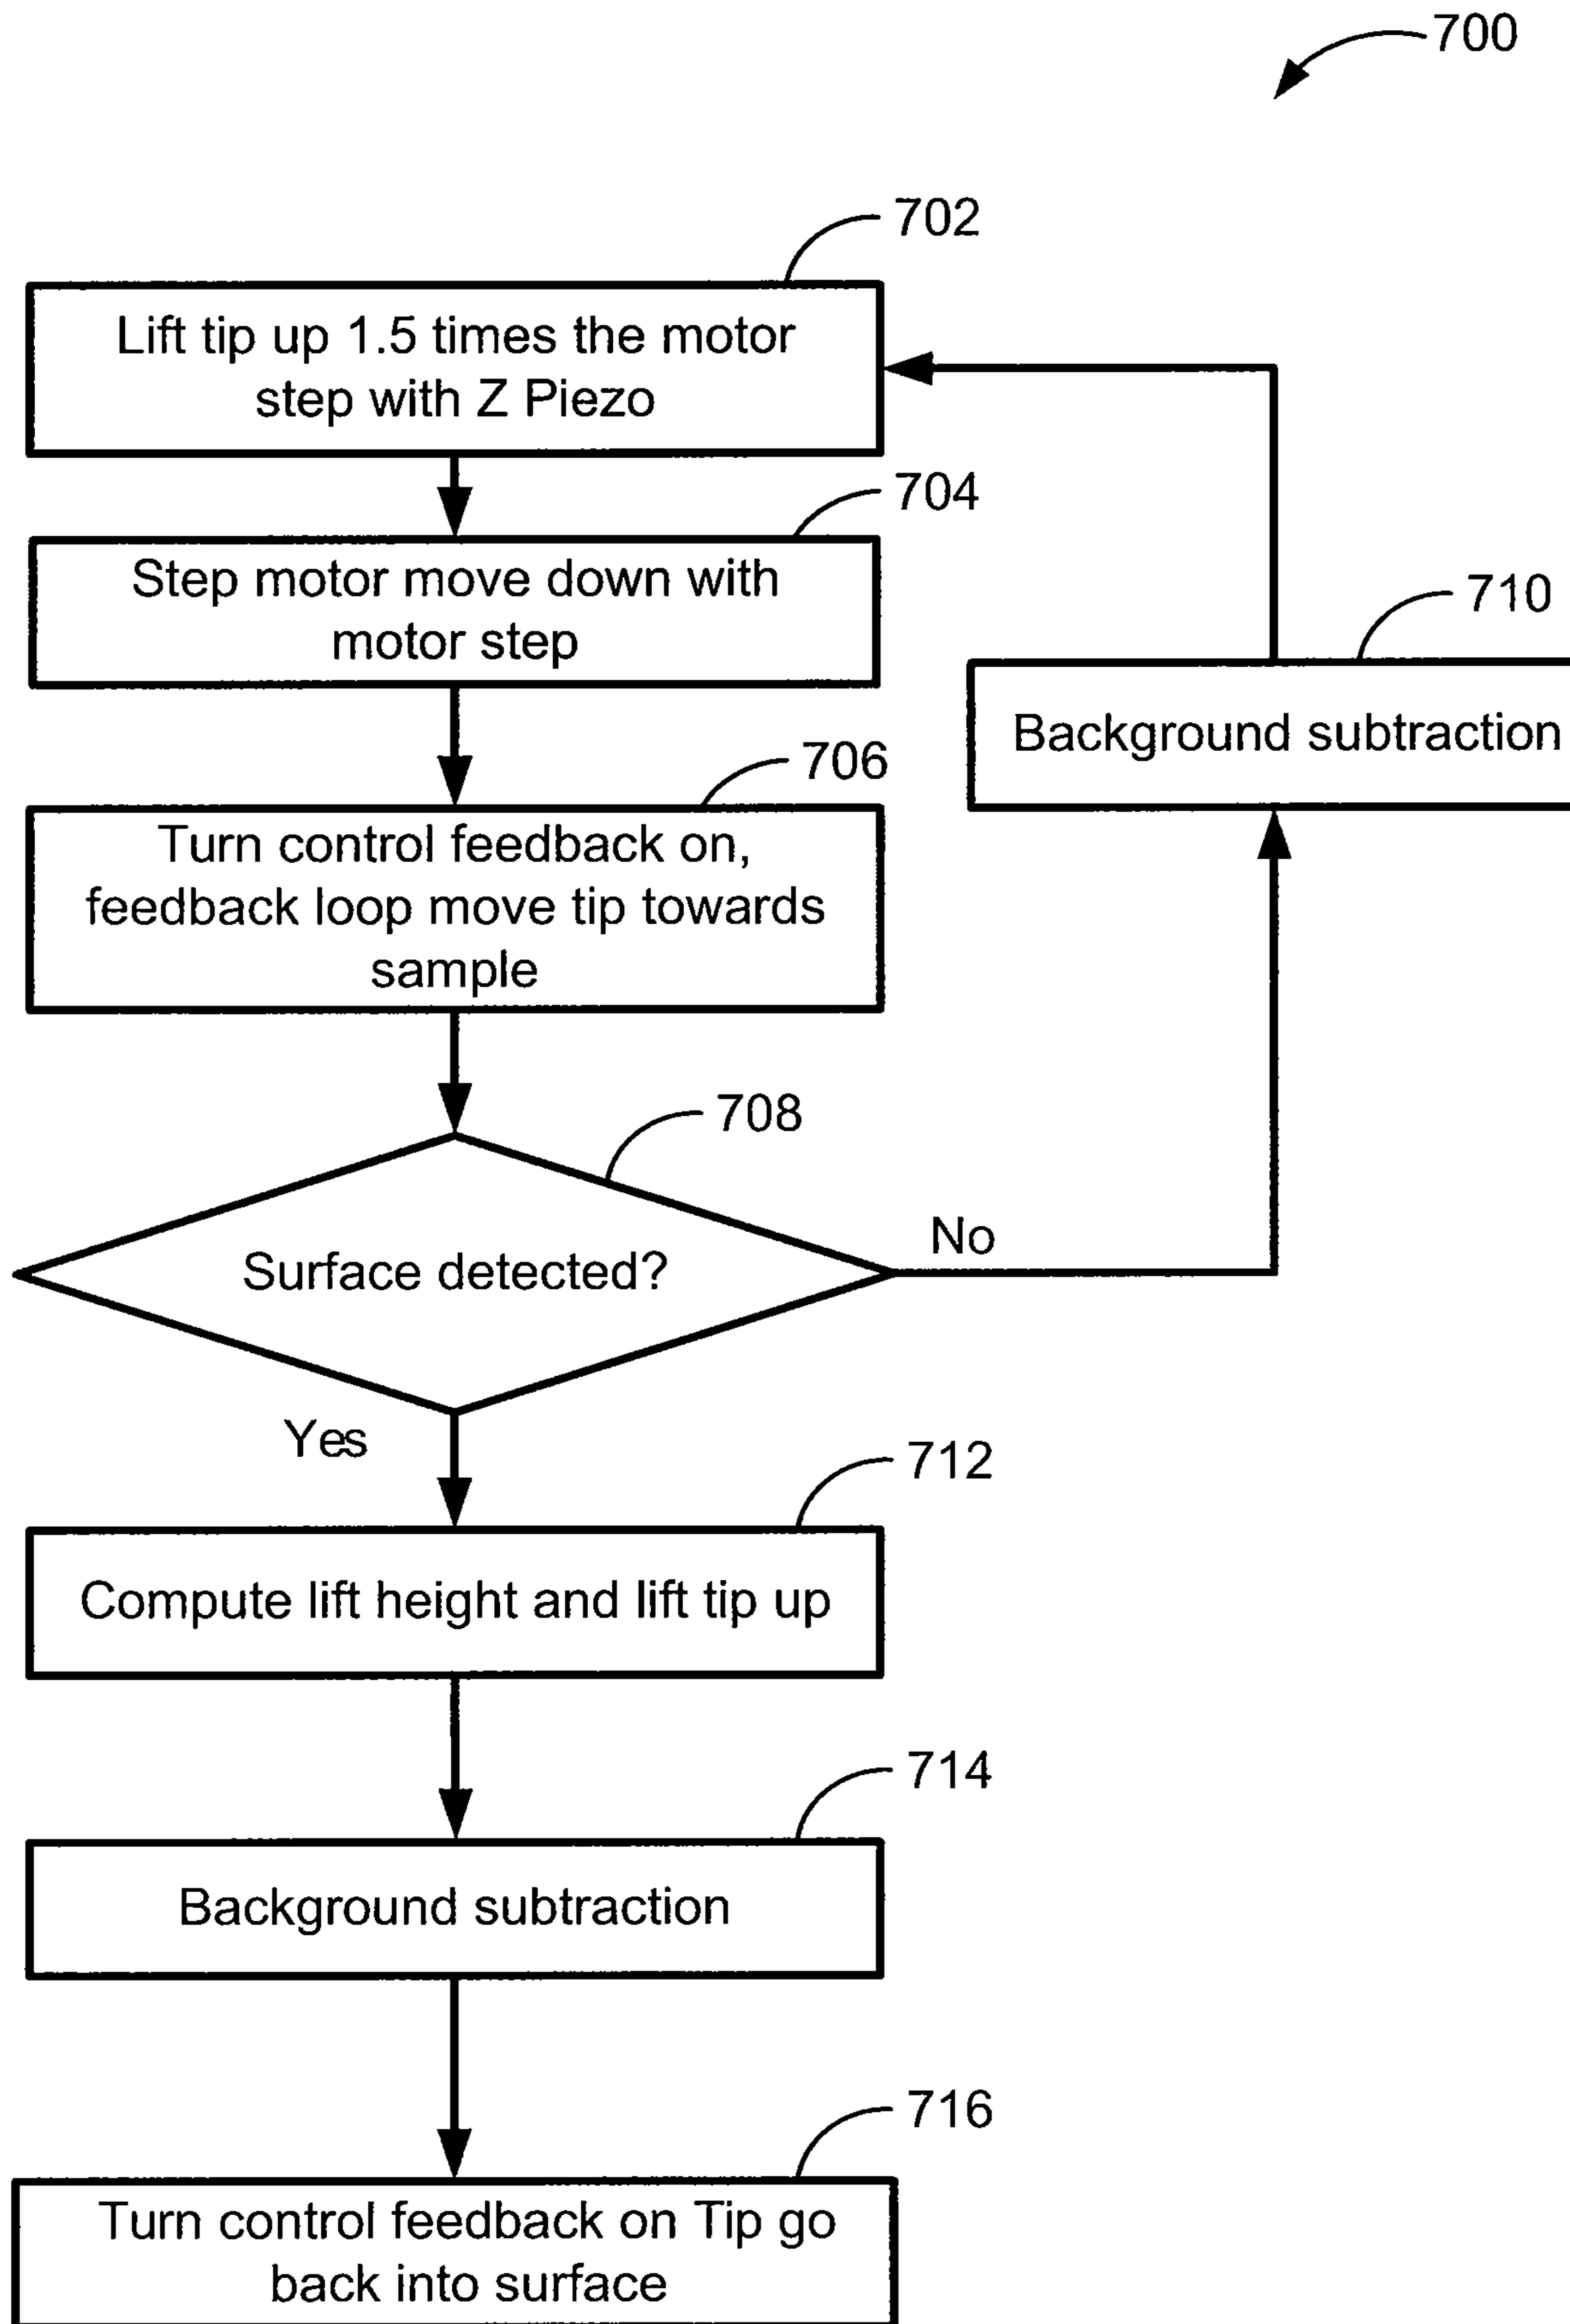 700
702
Lift tip up 1.5 times the motor
step with Z Piezo
704
Step motor move down with
motor step
710
Background subtraction
706
Turn control feedback on,
feedback loop move tip towards
sample
708
Surface detected?
No
Yes
712
Compute lift height and lift tip up
714
Background subtraction
716
Turn control feedback on Tip go
back into surface